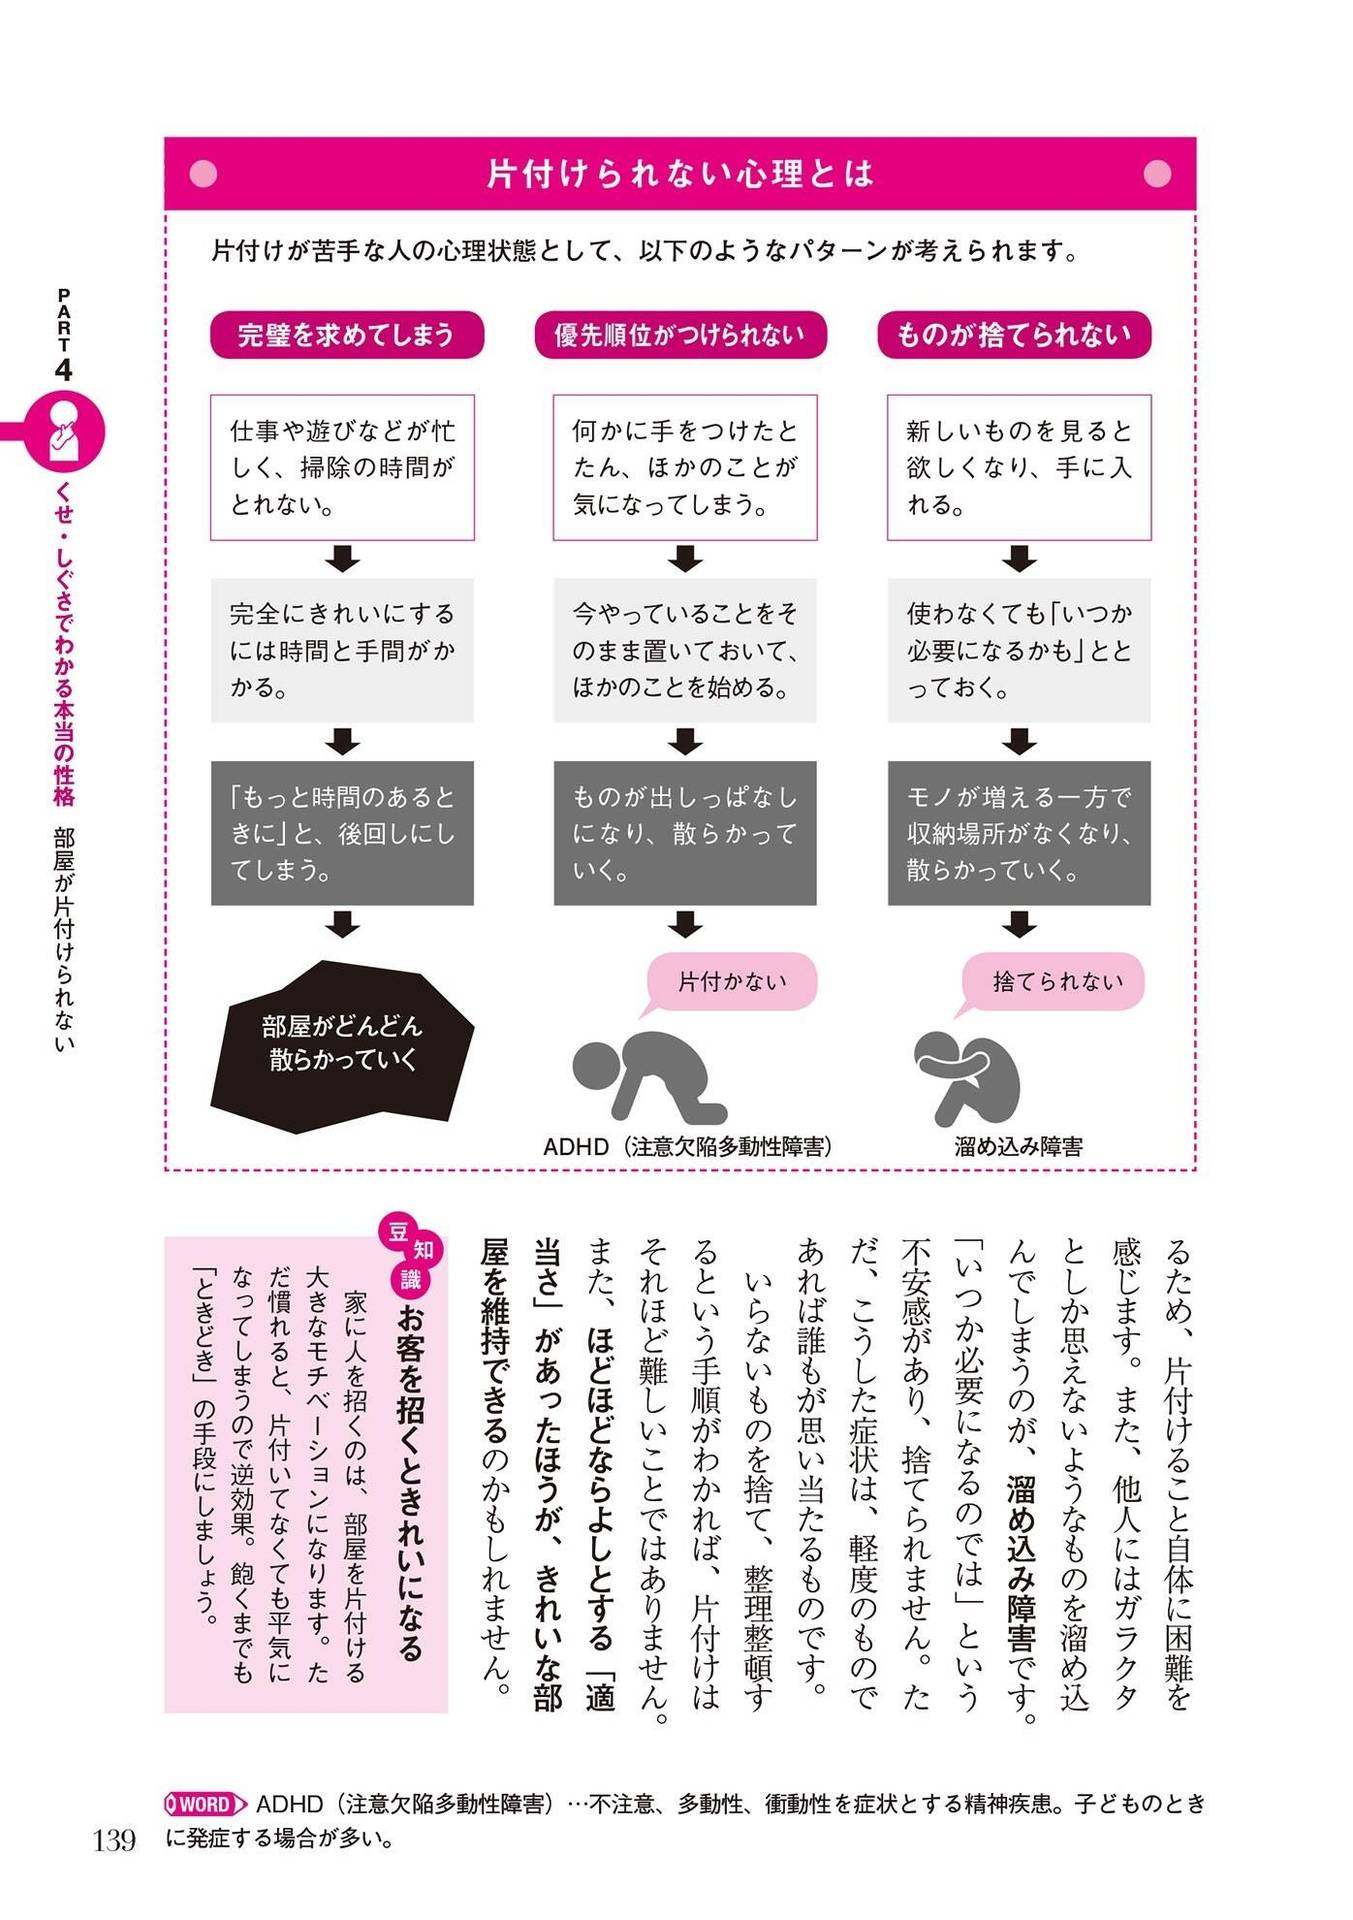 片付けられない心理とは
片付けが苦手な人の心理状態として、以下のようなパターンが考えられます。
完璧を求めてしまう
仕事や遊びなどが忙
しく、掃除の時間が
とれない。
完全にきれいにする
には時間と手間がか
かる。
「もっと時間のあると
きに」と、後回しにし
てしまう。
部屋がどんどん
散らかっていく
優先順位がつけられない
何かに手をつけたと
たん、ほかのことが
気になってしまう。
今やっていることをそ
のまま置いておいて、
ほかのことを始める。
ものが出しっぱなし
になり、散らかって
いく。
片付かない
ADHD（注意欠陥多動性障害）
ものが捨てられない
新しいものを見ると
欲しくなり、手に入
れる。
使わなくても「いつか
必要になるかも」とと
っておく。
モノが増える一方で
収納場所がなくなり、
散らかっていく。
捨てられない
溜め込み障害
PART4
くせ・しぐさでわかる本当の性格 部屋が片付けられない
るため、片付けること自体に困難を
感じます。また、他人にはガラクタ
としか思えないようなものを溜め込
んでしまうのが、溜め込み障害です。
「いつか必要になるのでは」という
不安感があり、捨てられません。た
だ、こうした症状は、軽度のもので
あれば誰もが思い当たるものです。
いらないものを捨て、整理整頓す
るという手順がわかれば、片付けは
それほど難しいことではありません。
また、ほどほどならよしとする「適
当さ」があったほうが、きれいな部
屋を維持できるのかもしれません。
豆知識
お客を招くときれいになる
家に人を招くのは、部屋を片付ける
大きなモチベーションになります。た
だ慣れると、片付いてなくても平気に
なってしまうので逆効果。飽くまでも
「ときどき」の手段にしましょう。
WORD ADHD（注意欠陥多動性障害）…不注意、多動性、衝動性を症状とする精神疾患。子どものとき
に発症する場合が多い。
139